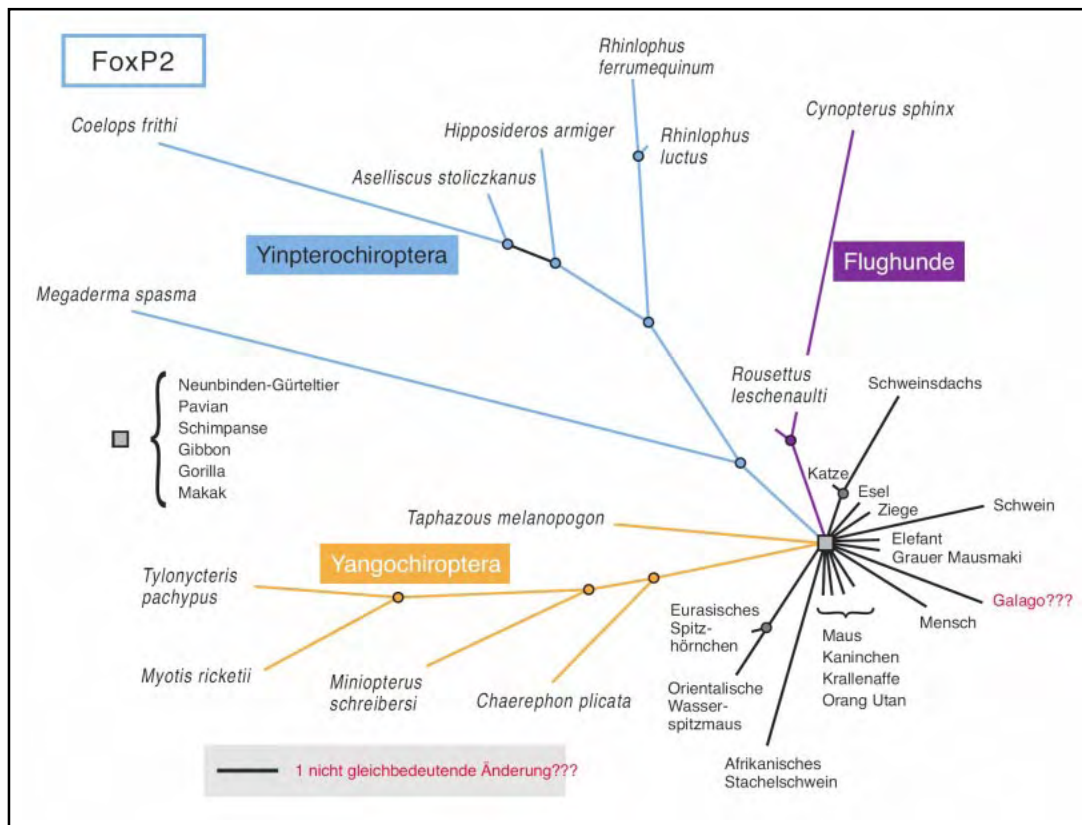 FoxP2
Rhinlophus
ferrumequinum
Coelops frithi
Hipposideros armiger
Rhinlophus
luctus
Cynopterus sphinx
Aselliscus stoliczkanus
Yinpterochiroptera
Flughunde
Megaderma spasma
Neunbinden-Gürteltier
Pavian
Schimpanse
Gibbon
Gorilla
Makak
Rousettus
leschenaulti
Schweinsdachs
Katze
Esel
Ziege
Schwein
Elefant
Grauer Mausmaki
Galago???
Mensch
Taphazous melanopogon
Yangochiroptera
Tylonycteris
pachypus
Myotis ricketii
Miniopterus
schreibersi
Chaerephon plicata
Eurasisches
Spitz-
hörnchen
Orientalische
Wasser-
spitzmaus
Maus
Kaninchen
Krallenaffe
Orang Utan
Afrikanisches
Stachelschwein
1 nicht gleichbedeutende Änderung???